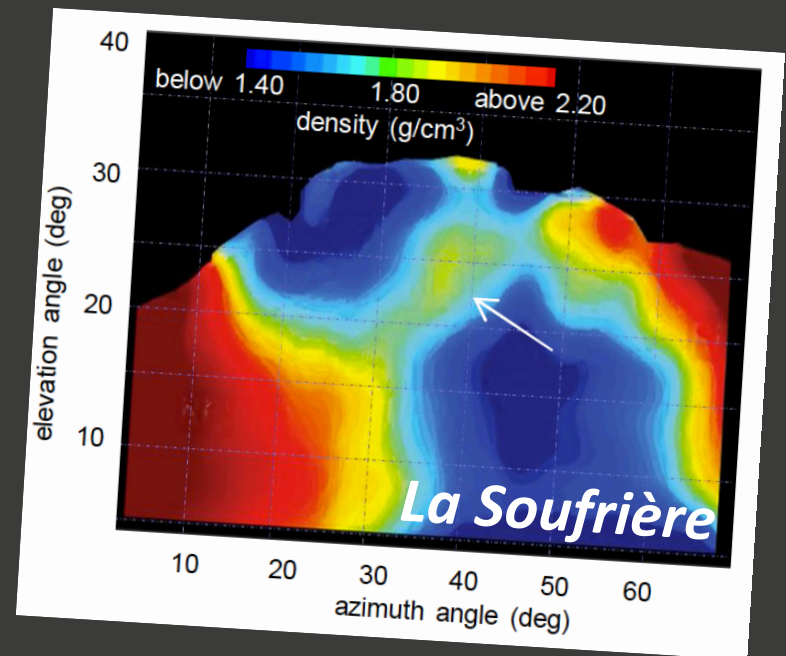 40
below 1.40 1.80 above 2.20
density (g/cm³)
30
elevation angle (deg)
20
10
La Soufrière
10 20 30 40 50 60
azimuth angle (deg)